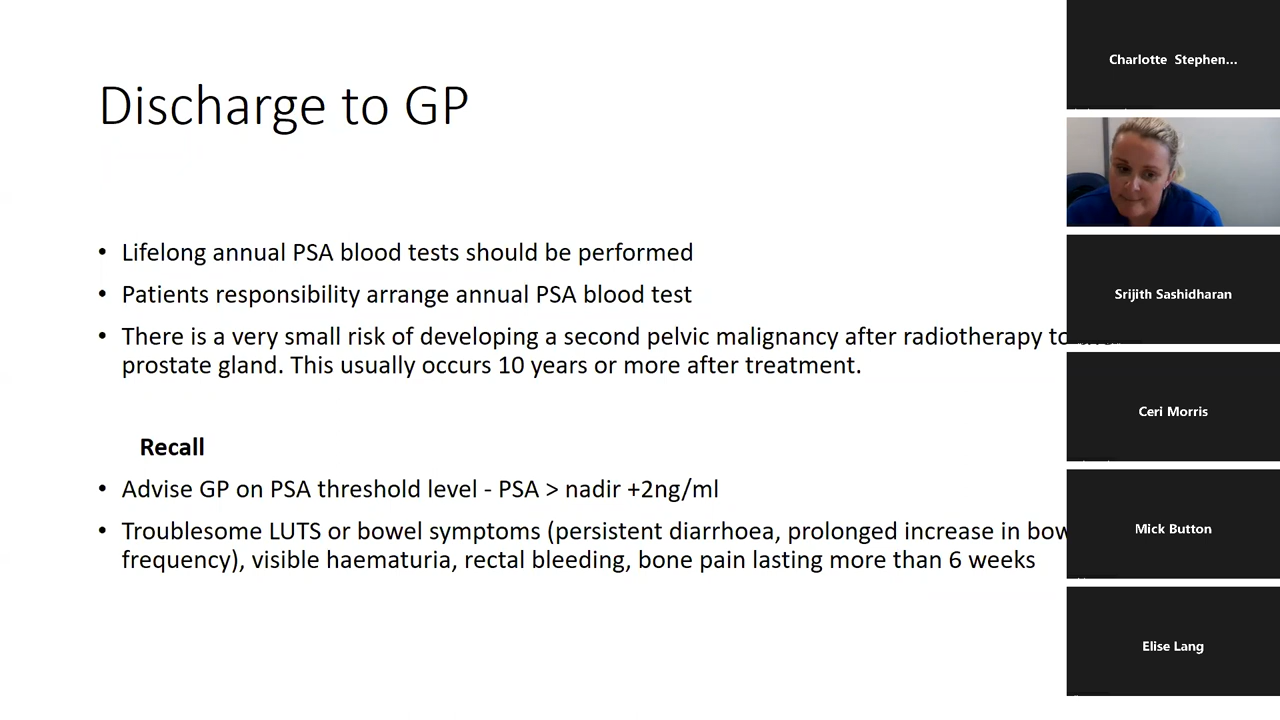 Discharge to GP
• Lifelong annual PSA blood tests should be performed
• Patients responsibility arrange annual PSA blood test
• There is a very small risk of developing a second pelvic malignancy after radiotherapy to
prostate gland. This usually occurs 10 years or more after treatment.
Recall
• Advise GP on PSA threshold level - PSA > nadir +2ng/ml
• Troublesome LUTS or bowel symptoms (persistent diarrhoea, prolonged increase in
frequency), visible haematuria, rectal bleeding, bone pain lasting more than 6 weeks
Charlotte Stephen...
Srijith Sashidharan
Ceri Morris
Mick Button
Elise Lang